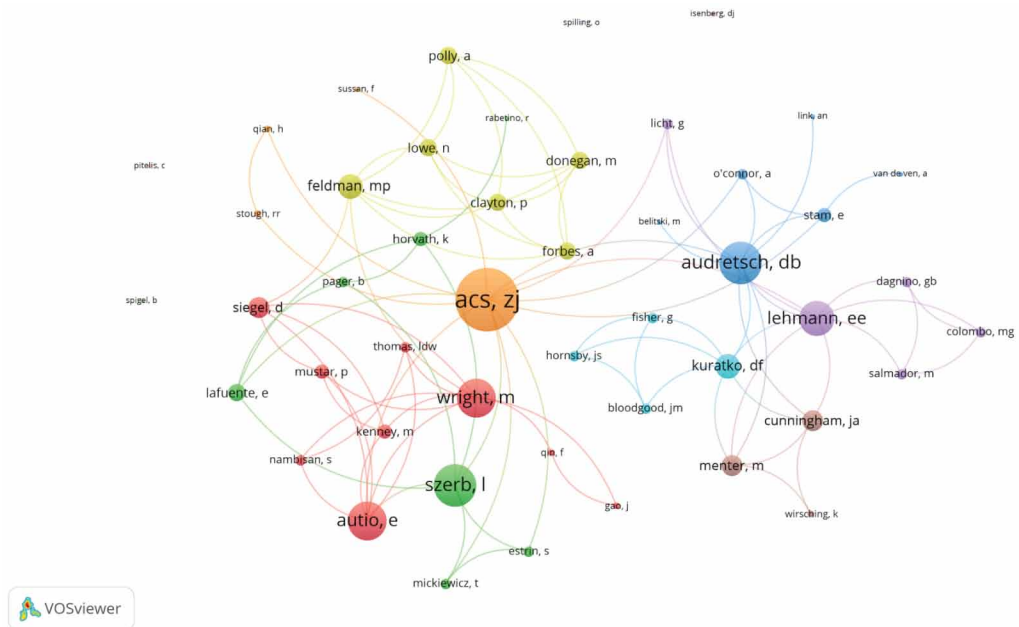 isenberg, dj
spilling, o
polly, a
sussan, f
rabetino, r
link, an
licht, g
qian, h
lowe, n
donegan, m
pitelis, c
o'connor, a
van de ven, a
feldman, mp
clayton, p
stough, rr
stam, e
belitski, m
horvath, k
forbes, a
audretsch, db
pager, b
dagnino, gb
spigel, b
acs, zj
siegel, d
fisher, g
lehmann, ee
colombo, mg
thomas, ldw
hornsby, js
mustar, p
kuratko, df
salmador, m
lafuente, e
wright, m
bloodgood, jm
cunningham, ja
kenney, m
qin, f
nambisan, s
menter, m
szerb, l
gao, j
wirsching, k
autio, e
estrin, s
mickiewicz, t
VOSviewer